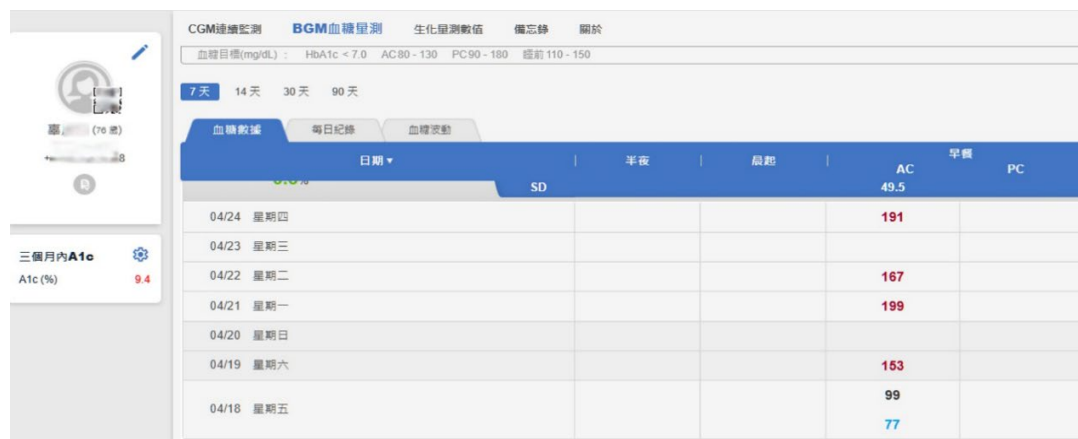 CGM連續監測 BGM血糖量測 生化量測數值 備忘錄 關於
血糖目標(mg/dL) : HbA1c < 7.0 AC 80 - 130 PC 90 - 180 睡前 110 - 150
7天 14天 30天 90天
血糖數據 每日紀錄 血糖波動
(76 歲)
8
三個月內A1c
A1c (%) 9.4
日期▼ 半夜 晨起 早餐
AC PC
SD 49.5
04/24 星期四 191
04/23 星期三
04/22 星期二 167
04/21 星期一 199
04/20 星期日
04/19 星期六 153
04/18 星期五 99
77